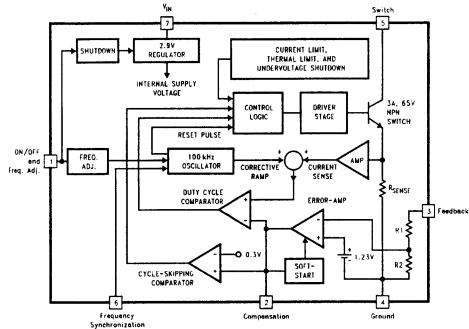 VIN
7
Switch
5
SHUTDOWN
2.9V
REGULATOR
INTERNAL SUPPLY
VOLTAGE
CURRENT LIMIT,
THERMAL LIMIT, AND
UNDERVOLTAGE SHUTDOWN
CONTROL
LOGIC
DRIVER
STAGE
3A, 65V
NPN
SWITCH
ON/OFF
and
Freq. Adj.
1
FREQ.
ADJ.
RESET PULSE
100 kHz
OSCILLATOR
CORRECTIVE
RAMP
+
+
CURRENT
SENSE
AMP
RSENSE
DUTY CYCLE
COMPARATOR
+
-
ERROR-AMP
-
+
3
Feedback
R1
R2
+
-
1.23V
CYCLE-SKIPPING
COMPARATOR
-
+
0.3V
SOFT-
START
6
Frequency
Synchronization
2
Compensation
4
Ground